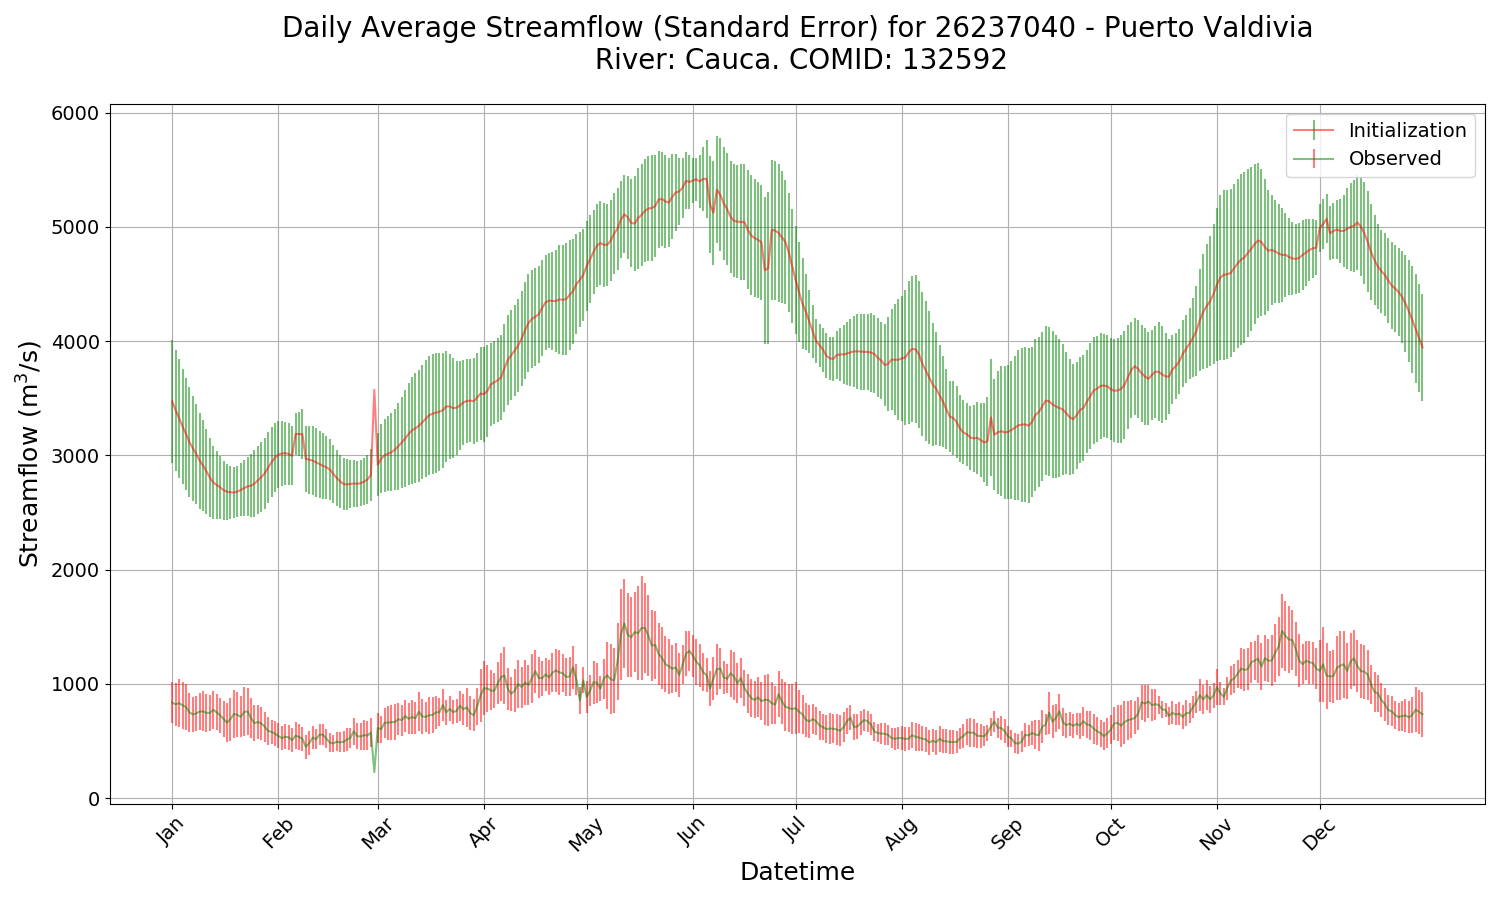 Daily Average Streamflow (Standard Error) for 26237040 - Puerto Valdivia
River: Cauca. COMID: 132592
Initialization
Observed
Streamflow (m³/s)
6000
5000
4000
3000
2000
1000
0
Jan Feb Mar Apr May Jun Jul Aug Sep Oct Nov Dec
Datetime